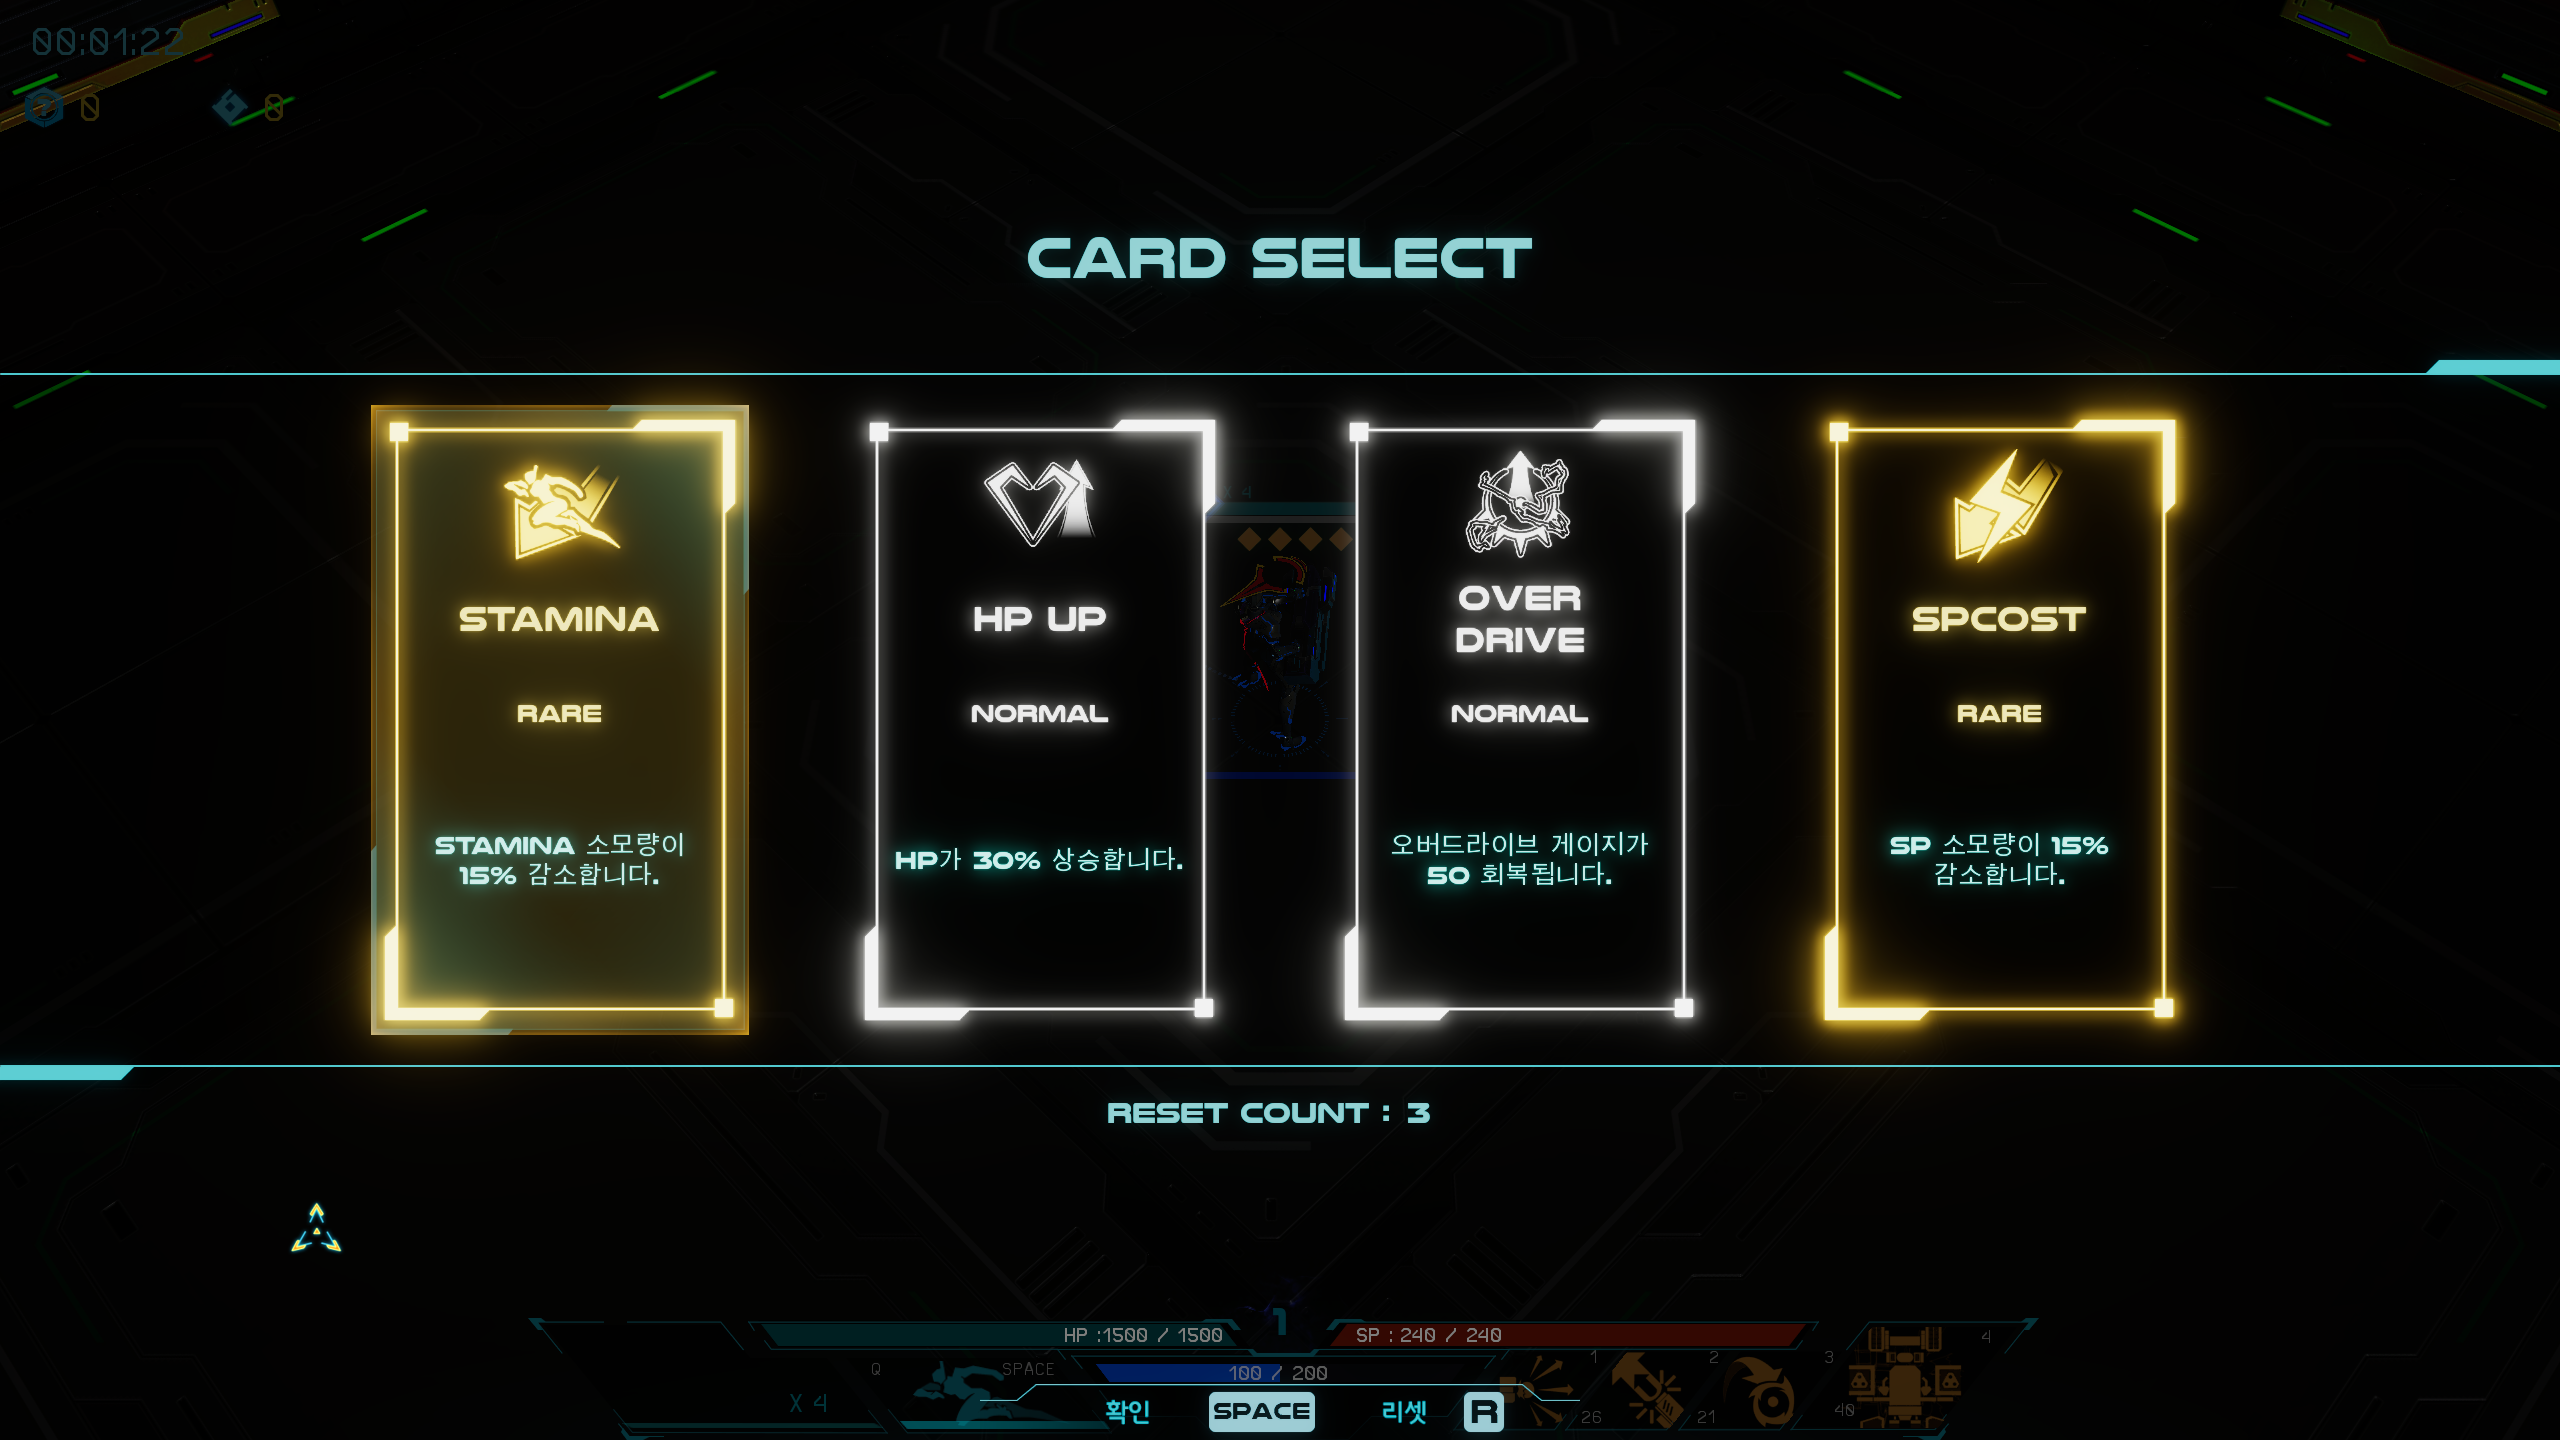 00:01:22
0
0
CARD SELECT
X 4
STAMINA
RARE
STAMINA 소모량이
15% 감소합니다.
HP UP
NORMAL
HP가 30% 상승합니다.
OVER
DRIVE
NORMAL
오버드라이브 게이지가
50 회복됩니다.
SPCOST
RARE
SP 소모량이 15%
감소합니다.
RESET COUNT : 3
1
HP :1500 / 1500
SP : 240 / 240
Q
SPACE
100 / 200
1
2
3
4
X 4
26
21
40
확인
SPACE
리셋
R